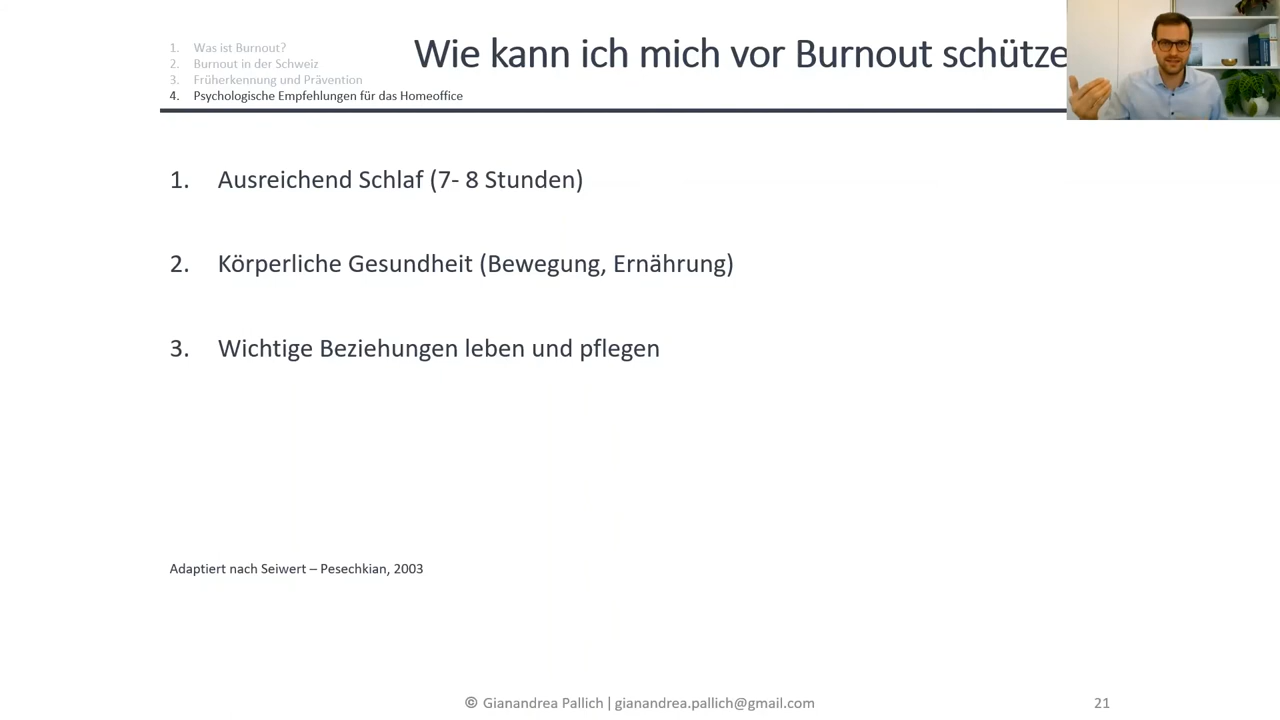 1. Was ist Burnout?
2. Burnout in der Schweiz
3. Früherkennung und Prävention
4. Psychologische Empfehlungen für das Homeoffice
Wie kann ich mich vor Burnout schütze
1. Ausreichend Schlaf (7- 8 Stunden)
2. Körperliche Gesundheit (Bewegung, Ernährung)
3. Wichtige Beziehungen leben und pflegen
Adaptiert nach Seiwert – Pesechkian, 2003
© Gianandrea Pallich | gianandrea.pallich@gmail.com
21